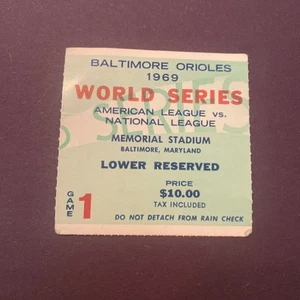 BALTIMORE ORIOLES
1969
WORLD SERIES
AMERICAN LEAGUE vs.
NATIONAL LEAGUE
SERIES
MEMORIAL STADIUM
BALTIMORE, MARYLAND
LOWER RESERVED
PRICE
$10.00
TAX INCLUDED
GAME 1
DO NOT DETACH FROM RAIN CHECK